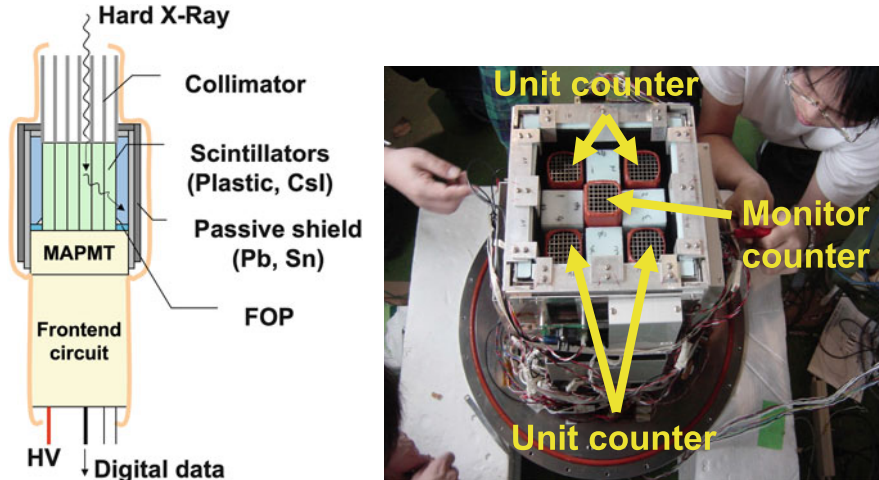 Hard X-Ray
Collimator
Scintillators
(Plastic, CsI)
Passive shield
(Pb, Sn)
MAPMT
FOP
Frontend
circuit
HV
Digital data
Unit counter
Monitor
counter
Unit counter